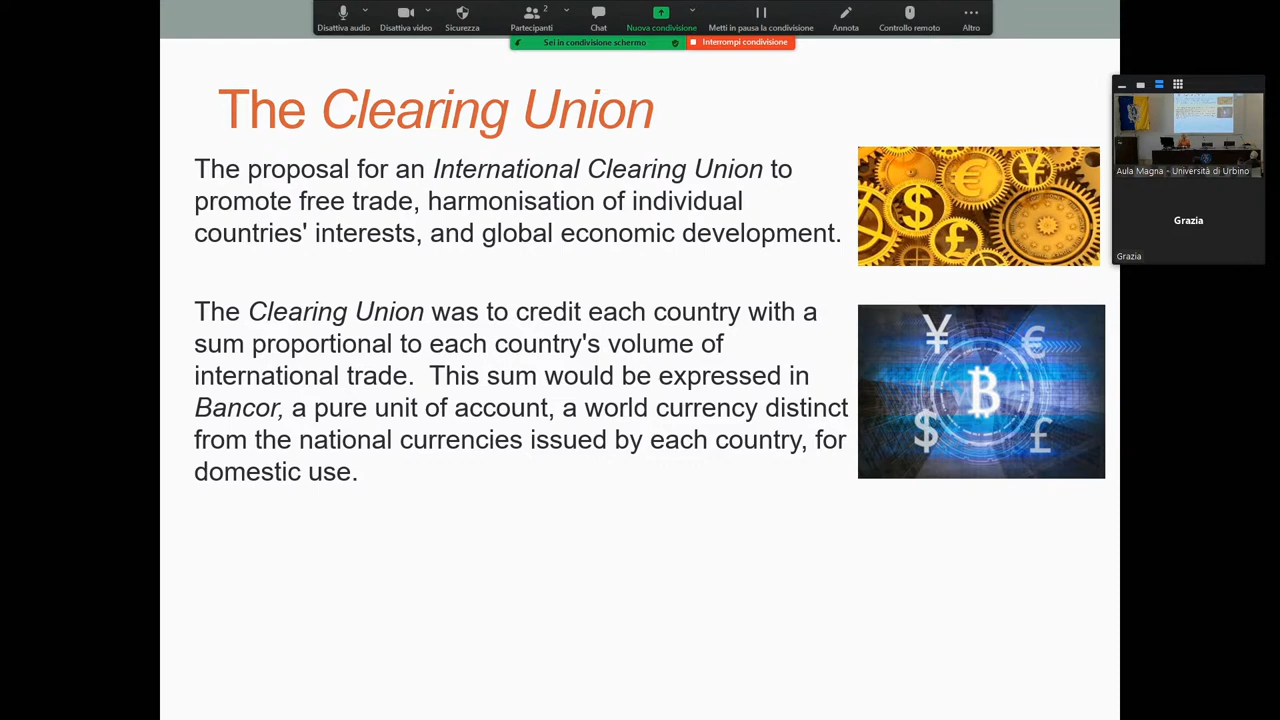 2
Disattiva audio
Disattiva video
Sicurezza
Partecipanti
Chat
Nuova condivisione
Metti in pausa la condivisione
Annota
Controllo remoto
Altro
Sei in condivisione schermo
Interrompi condivisione
The Clearing Union
The proposal for an International Clearing Union to
promote free trade, harmonisation of individual
countries' interests, and global economic development.
The Clearing Union was to credit each country with a
sum proportional to each country's volume of
international trade.  This sum would be expressed in
Bancor, a pure unit of account, a world currency distinct
from the national currencies issued by each country, for
domestic use.
€ ¥
$
£
¥ €
$ £
Aula Magna - Università di Urbino
Grazia
Grazia